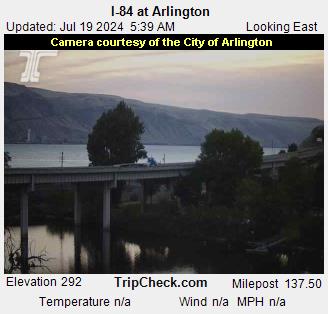 I-84 at Arlington
Updated: Jul 19 2024 5:39 AM Looking East
Camera courtesy of the City of Arlington
Elevation 292 TripCheck.com Milepost 137.50
Temperature n/a Wind n/a MPH n/a